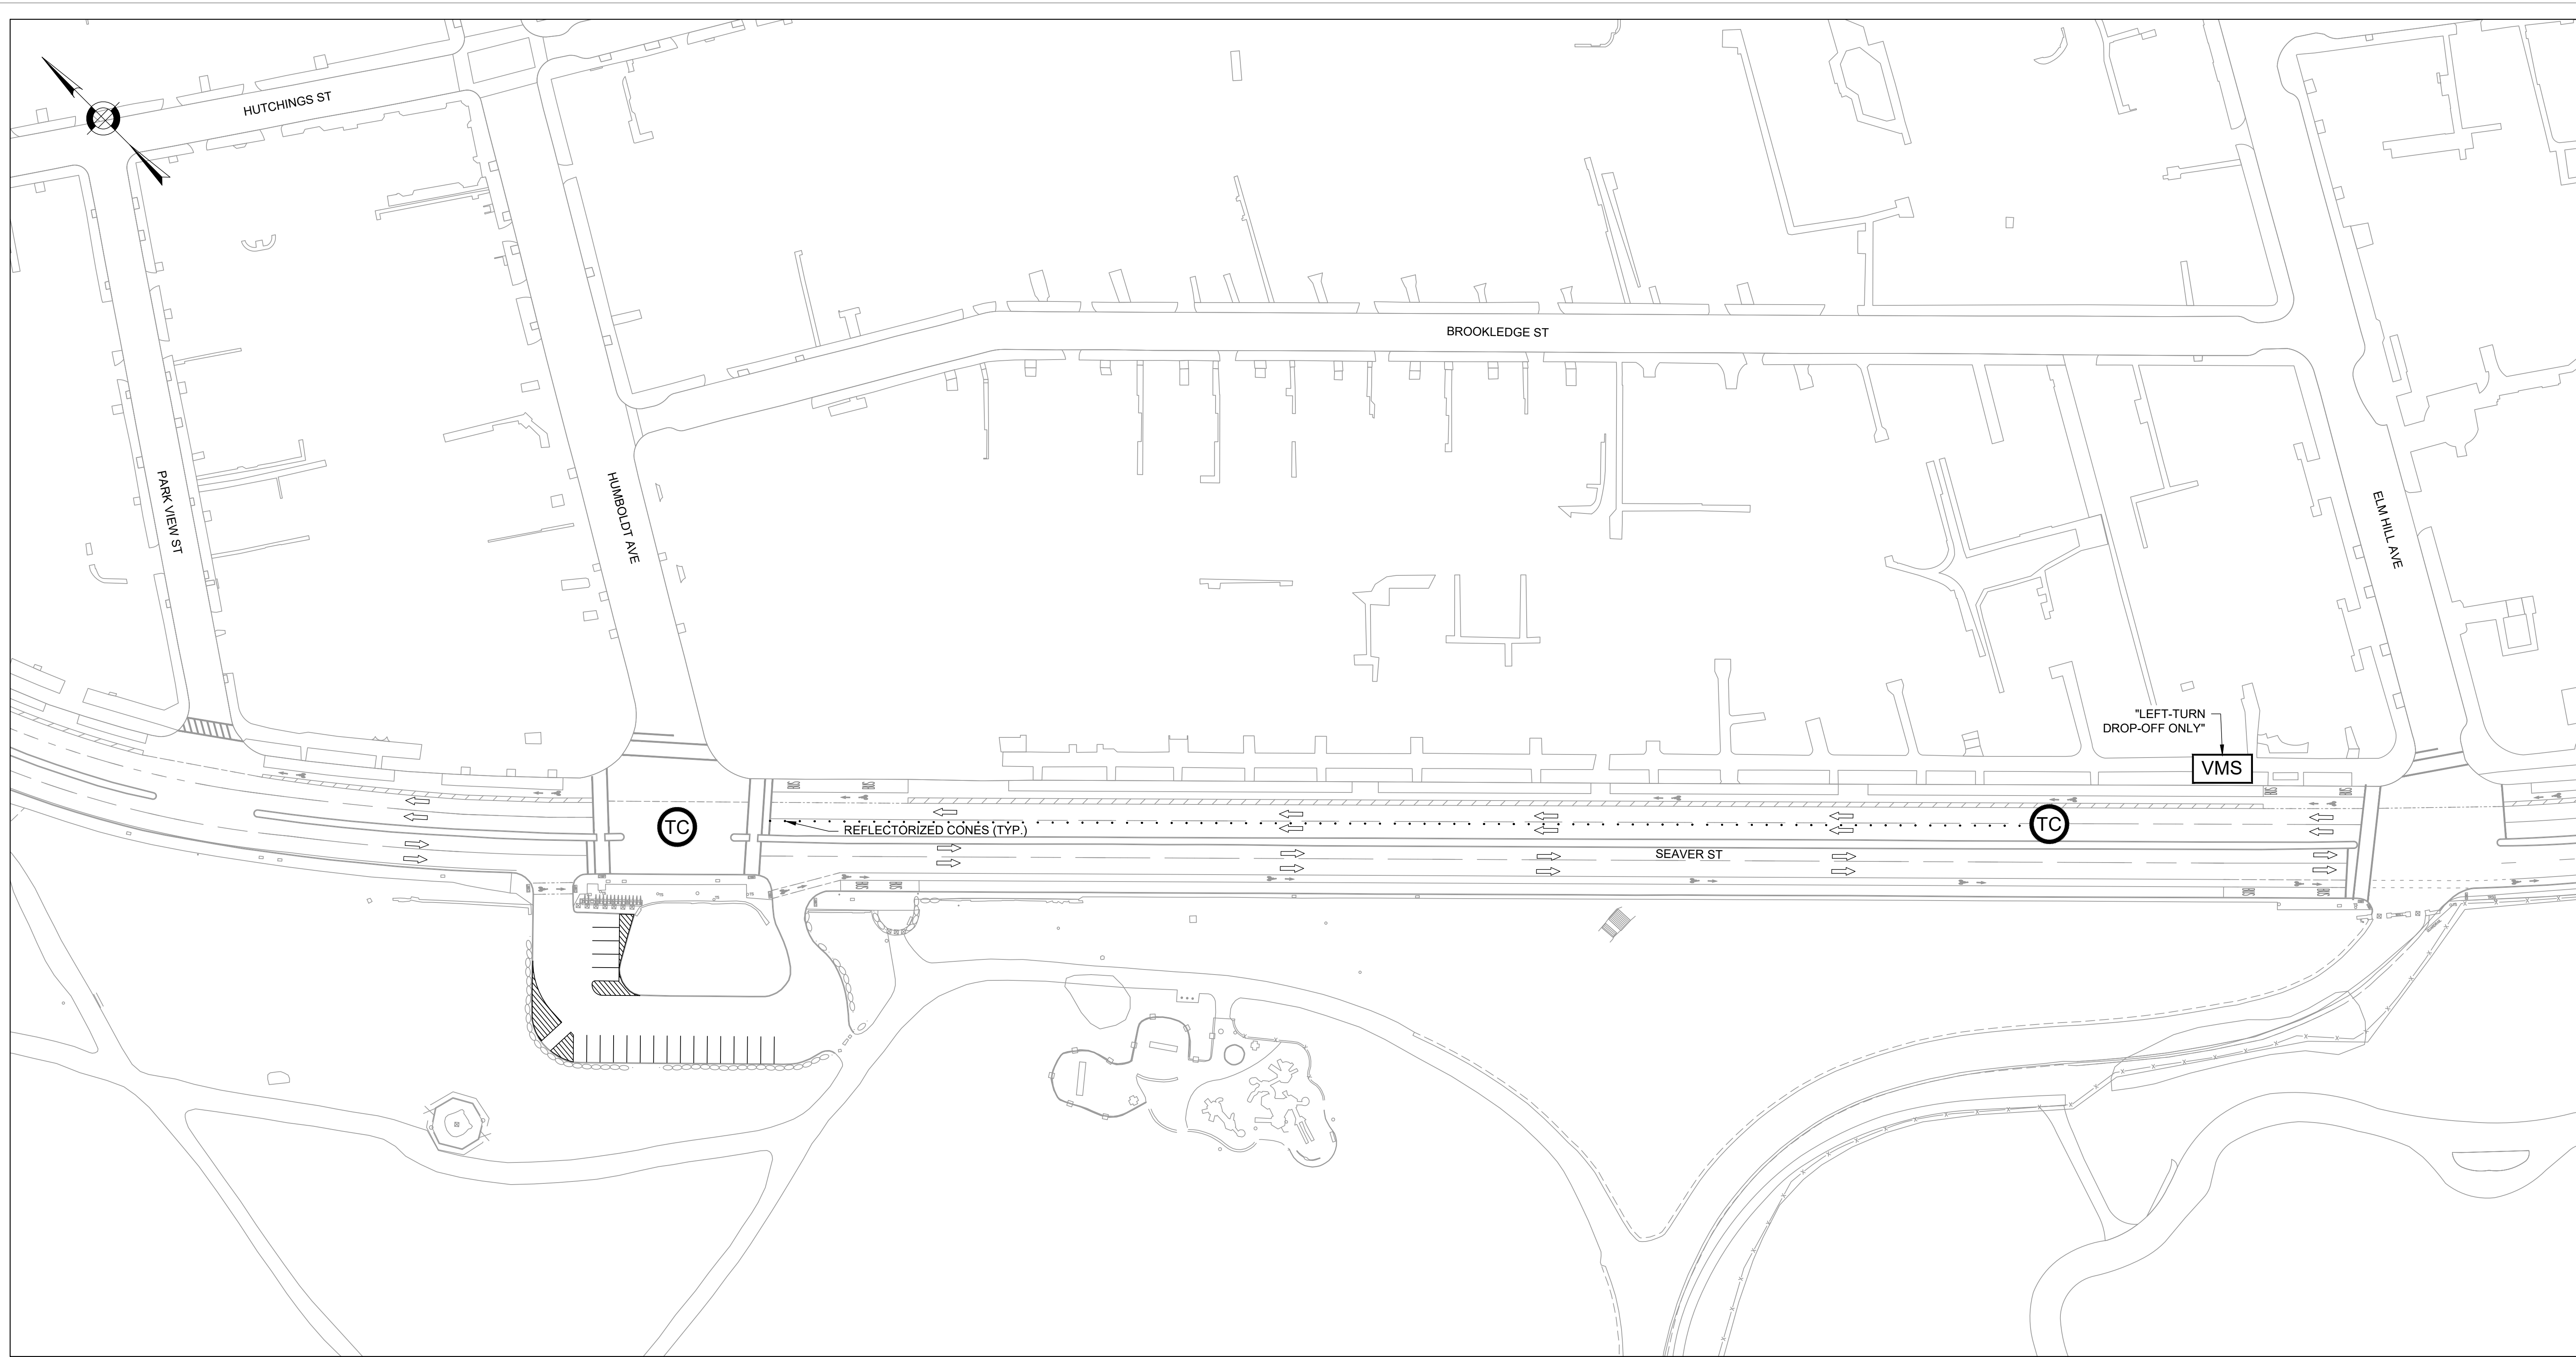 HUTCHINGS ST
BROOKLEDGE ST
PARK VIEW ST
HUMBOLDT AVE
ELM HILL AVE
"LEFT-TURN
DROP-OFF ONLY"
VMS
TC
TC
REFLECTORIZED CONES (TYP.)
SEAVER ST